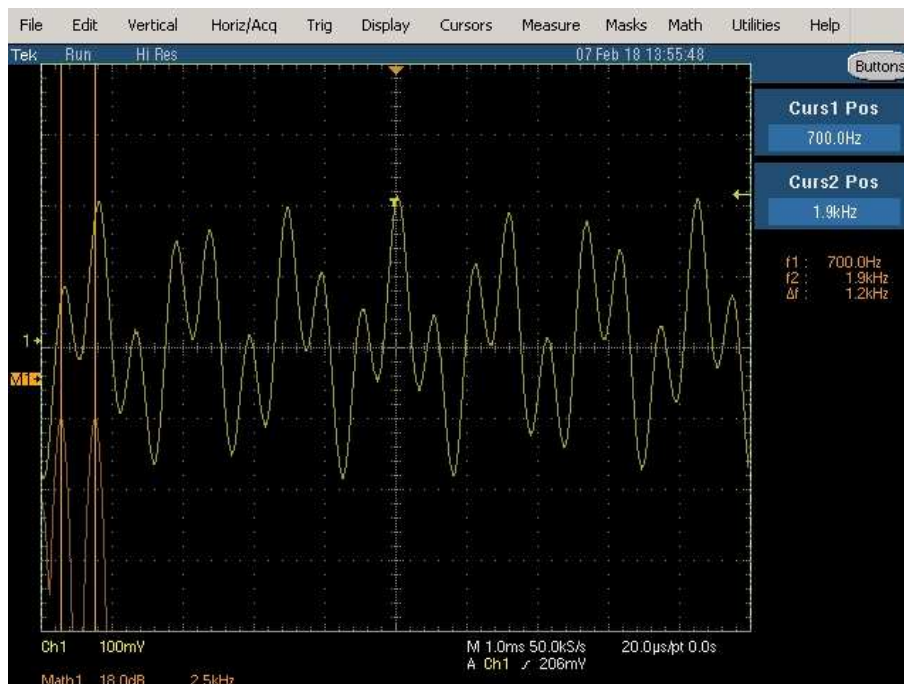 File Edit Vertical Horiz/Acq Trig Display Cursors Measure Masks Math Utilities Help
Tek Run Hi Res 07 Feb 18 13:55:48
Buttons
Curs1 Pos
700.0Hz
Curs2 Pos
1.9kHz
f1 : 700.0Hz
f2 : 1.9kHz
Δf : 1.2kHz
T
1
M1
Ch1 100mV M 1.0ms 50.0kS/s 20.0µs/pt 0.0s
A Ch1 206mV
Math1 18.0dB 2.5kHz